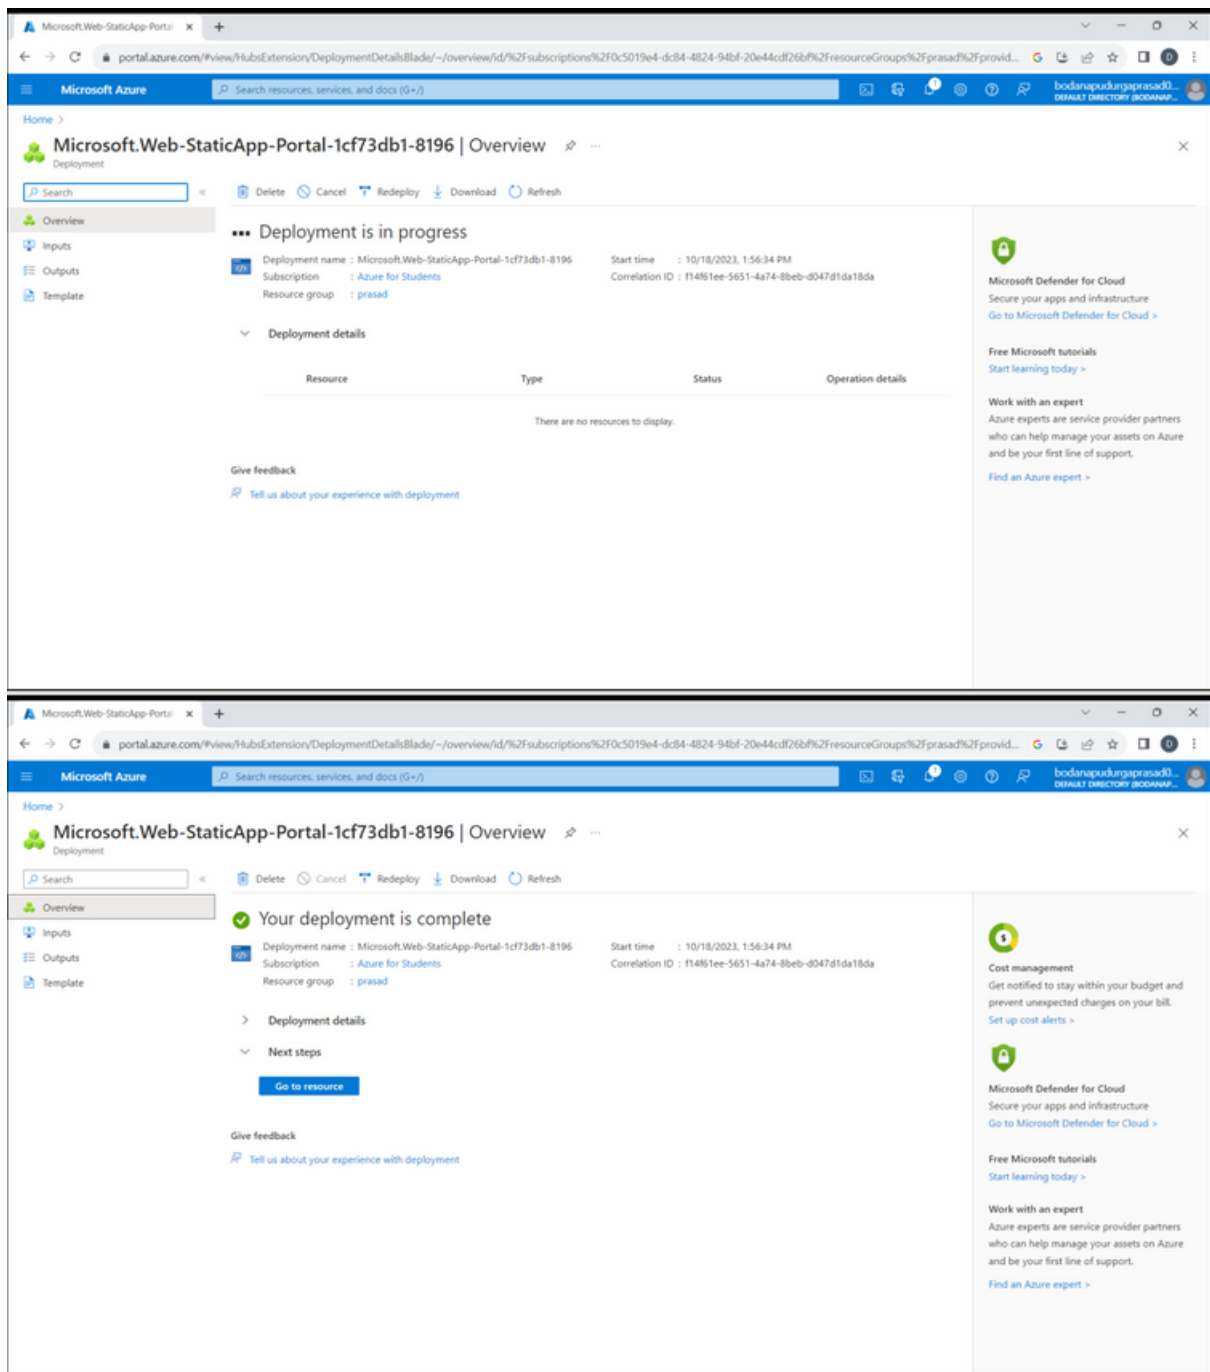 Microsoft.Web-StaticApp-Portal
portal.azure.com/#view/HubsExtension/DeploymentDetailsBlade/~/overview/id/%2Fsubscriptions%2F0c5019e4-dc84-4824-94bf-20e44cdf26bf%2FresourceGroups%2Fprasad%2Fprovid...
Microsoft Azure
Search resources, services, and docs (G+/)
1
bodanapudurgaprasad0...
DEFAULT DIRECTORY (BODANAP...
Home >
Microsoft.Web-StaticApp-Portal-1cf73db1-8196 | Overview
Deployment
Search
Delete Cancel Redeploy Download Refresh
Overview
Inputs
Outputs
Template
Deployment is in progress
Deployment name : Microsoft.Web-StaticApp-Portal-1cf73db1-8196
Subscription : Azure for Students
Resource group : prasad
Start time : 10/18/2023, 1:56:34 PM
Correlation ID : f14f61ee-5651-4a74-8beb-d047d1da18da
Deployment details
Resource Type Status Operation details
There are no resources to display.
Give feedback
Tell us about your experience with deployment
Microsoft Defender for Cloud
Secure your apps and infrastructure
Go to Microsoft Defender for Cloud >
Free Microsoft tutorials
Start learning today >
Work with an expert
Azure experts are service provider partners
who can help manage your assets on Azure
and be your first line of support.
Find an Azure expert >
Microsoft.Web-StaticApp-Portal
portal.azure.com/#view/HubsExtension/DeploymentDetailsBlade/~/overview/id/%2Fsubscriptions%2F0c5019e4-dc84-4824-94bf-20e44cdf26bf%2FresourceGroups%2Fprasad%2Fprovid...
Microsoft Azure
Search resources, services, and docs (G+/)
1
bodanapudurgaprasad0...
DEFAULT DIRECTORY (BODANAP...
Home >
Microsoft.Web-StaticApp-Portal-1cf73db1-8196 | Overview
Deployment
Search
Delete Cancel Redeploy Download Refresh
Overview
Inputs
Outputs
Template
Your deployment is complete
Deployment name : Microsoft.Web-StaticApp-Portal-1cf73db1-8196
Subscription : Azure for Students
Resource group : prasad
Start time : 10/18/2023, 1:56:34 PM
Correlation ID : f14f61ee-5651-4a74-8beb-d047d1da18da
Deployment details
Next steps
Go to resource
Give feedback
Tell us about your experience with deployment
Cost management
Get notified to stay within your budget and
prevent unexpected charges on your bill.
Set up cost alerts >
Microsoft Defender for Cloud
Secure your apps and infrastructure
Go to Microsoft Defender for Cloud >
Free Microsoft tutorials
Start learning today >
Work with an expert
Azure experts are service provider partners
who can help manage your assets on Azure
and be your first line of support.
Find an Azure expert >